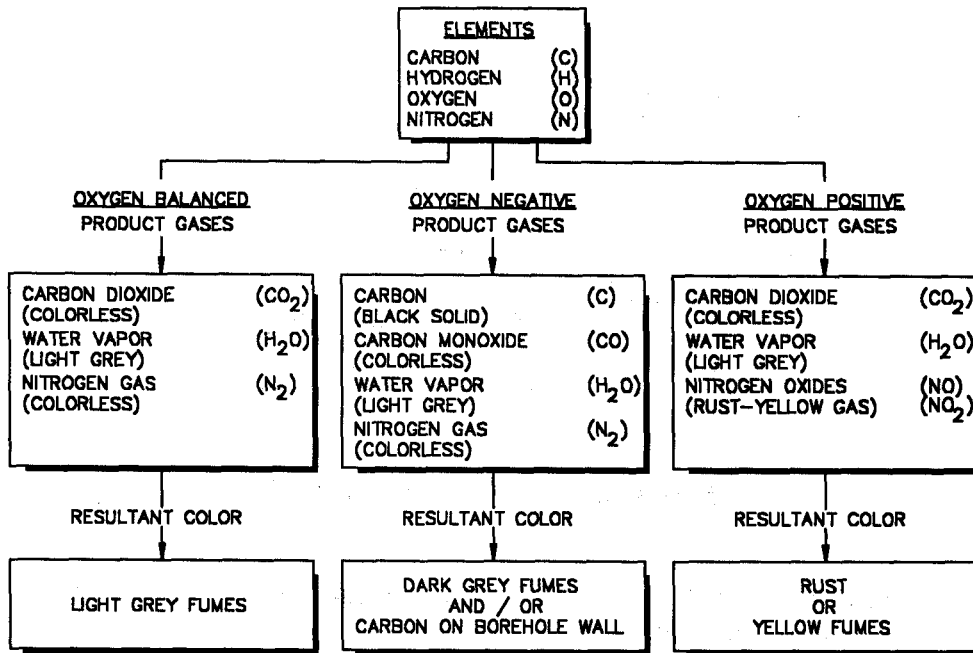 ELEMENTS
CARBON (C)
HYDROGEN (H)
OXYGEN (O)
NITROGEN (N)
OXYGEN BALANCED
PRODUCT GASES
OXYGEN NEGATIVE
PRODUCT GASES
OXYGEN POSITIVE
PRODUCT GASES
CARBON DIOXIDE (CO₂)
(COLORLESS)
WATER VAPOR (H₂O)
(LIGHT GREY)
NITROGEN GAS (N₂)
(COLORLESS)
CARBON (C)
(BLACK SOLID)
CARBON MONOXIDE (CO)
(COLORLESS)
WATER VAPOR (H₂O)
(LIGHT GREY)
NITROGEN GAS (N₂)
(COLORLESS)
CARBON DIOXIDE (CO₂)
(COLORLESS)
WATER VAPOR (H₂O)
(LIGHT GREY)
NITROGEN OXIDES (NO)
(RUST-YELLOW GAS) (NO₂)
RESULTANT COLOR
RESULTANT COLOR
RESULTANT COLOR
LIGHT GREY FUMES
DARK GREY FUMES
AND / OR
CARBON ON BOREHOLE WALL
RUST
OR
YELLOW FUMES